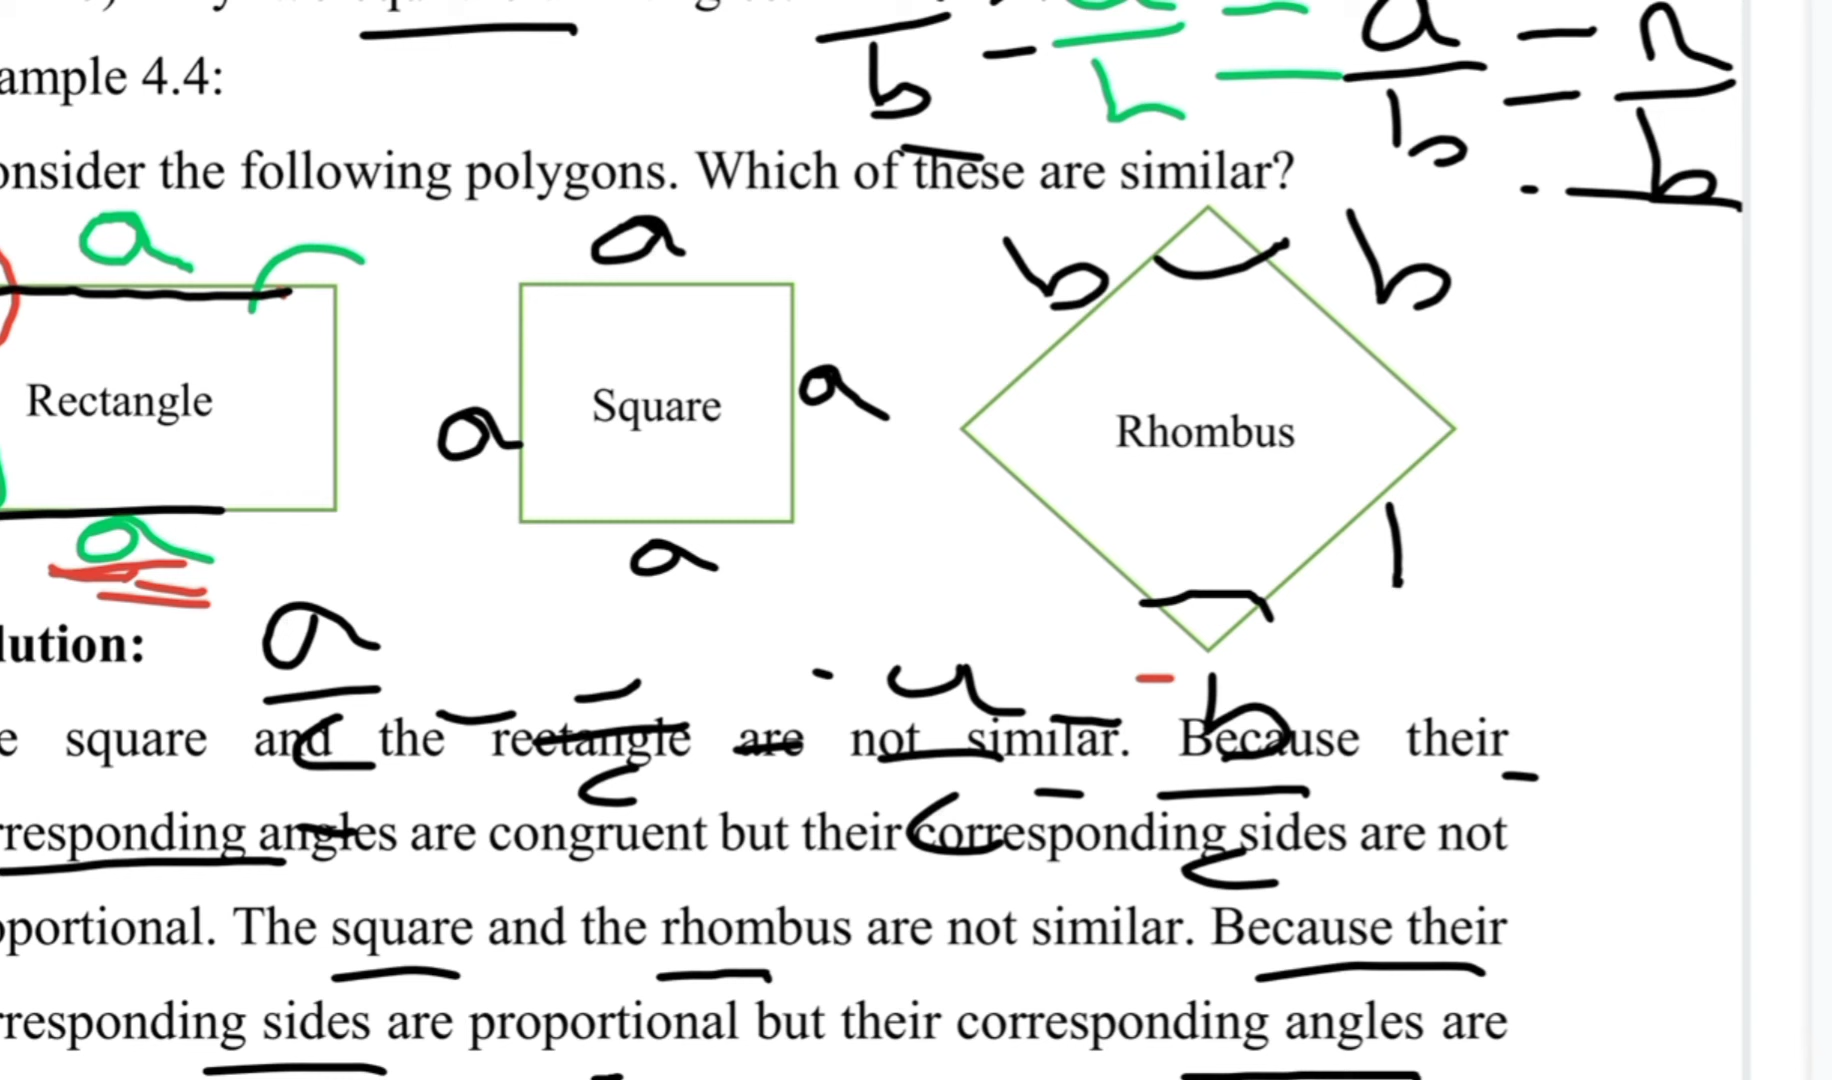 ample 4.4:
onsider the following polygons. Which of these are similar?
a a b b
Rectangle Square Rhombus
a a
a a
lution:
a
b
e square and the rectangle are not similar. Because their
rresponding angles are congruent but their corresponding sides are not
oportional. The square and the rhombus are not similar. Because their
rresponding sides are proportional but their corresponding angles are